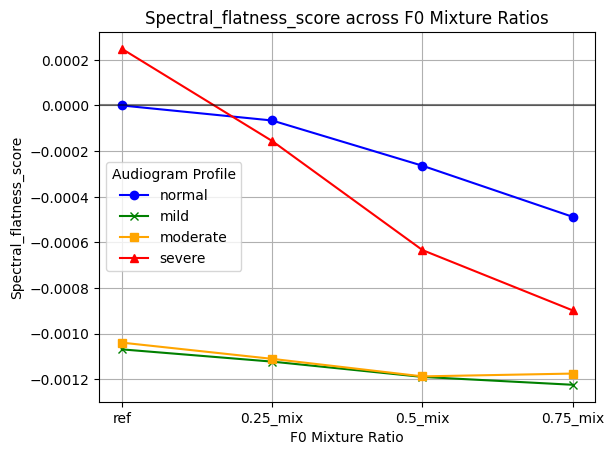 Spectral_flatness_score across F0 Mixture Ratios
Spectral_flatness_score
0.0002
0.0000
−0.0002
−0.0004
−0.0006
−0.0008
−0.0010
−0.0012
Audiogram Profile
normal
mild
moderate
severe
ref
0.25_mix
0.5_mix
0.75_mix
F0 Mixture Ratio